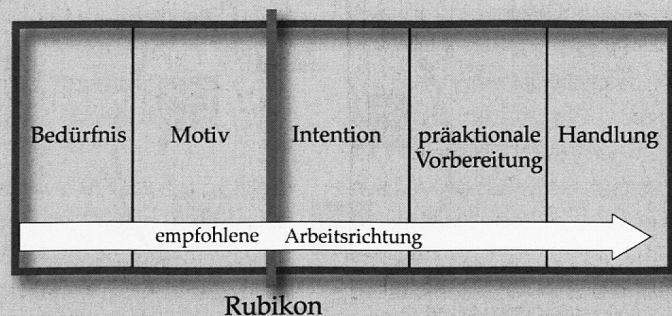 Bedürfnis
Motiv
Intention
präaktionale
Vorbereitung
Handlung
empfohlene Arbeitsrichtung
Rubikon